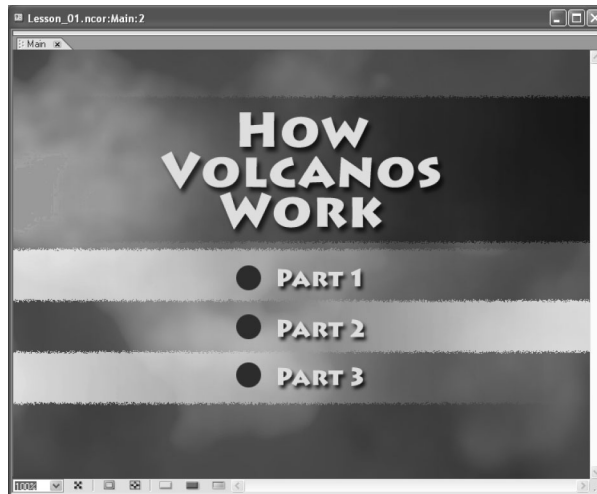 Lesson_01.ncor:Main:2
Main
How
Volcanos
Work
Part 1
Part 2
Part 3
100%